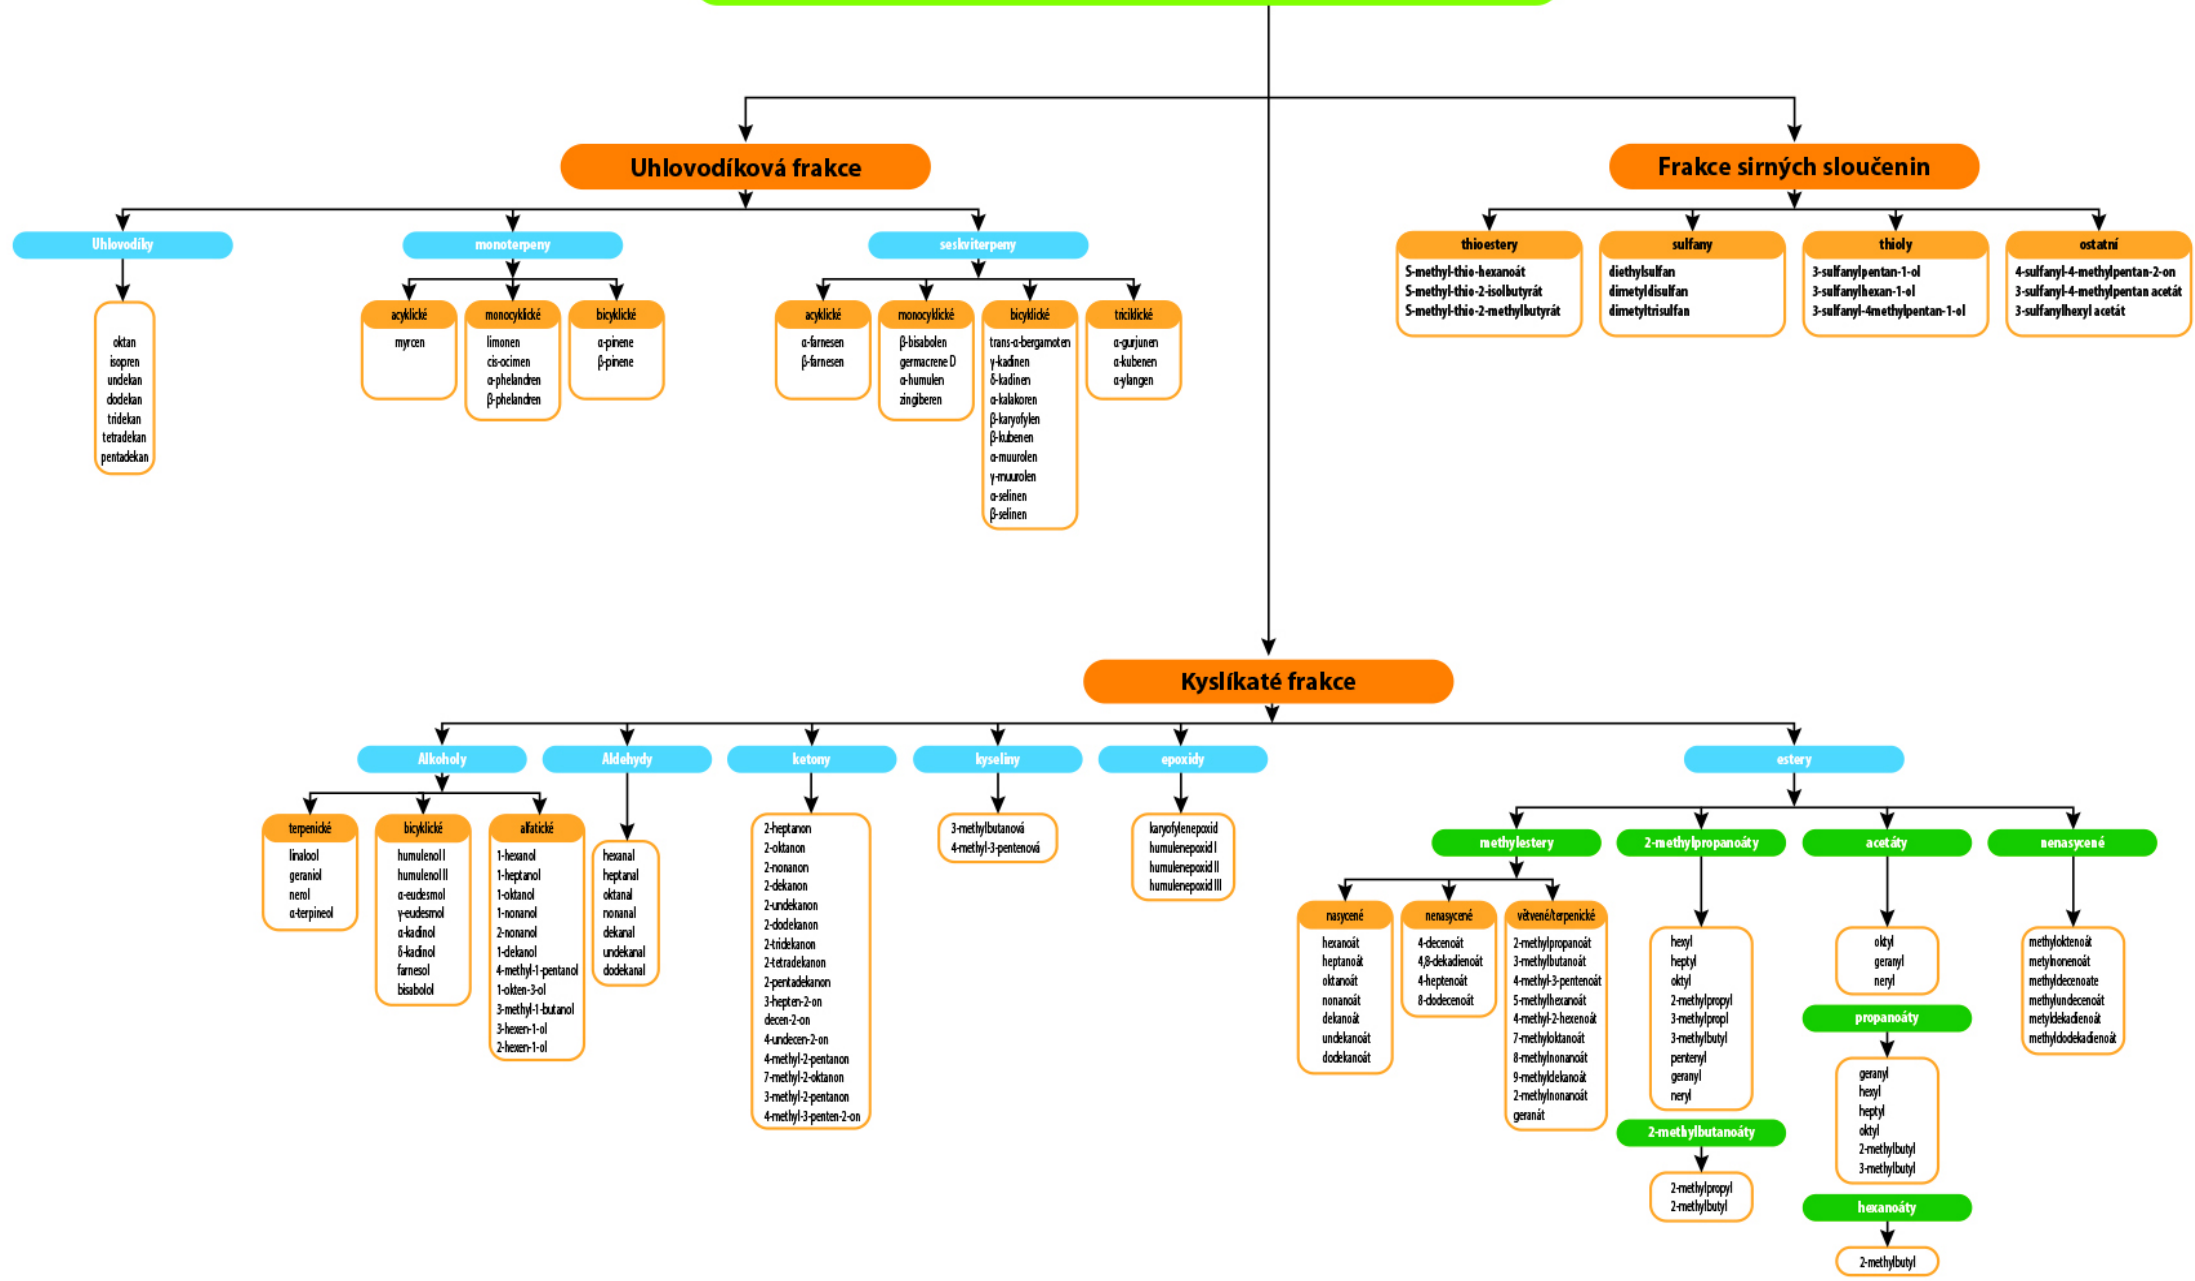 Uhlovodíková frakce
Frakce sirných sloučenin
Uhlovodíky
oktan
isopren
undekan
dodekan
tridekan
tetradekan
pentadekan
monoterpeny
acyklické
myrcen
monocyklické
limonen
cis-ocimen
α-phelandren
β-phelandren
bicyklické
α-pinene
β-pinene
seskviterpeny
acyklické
α-farnesen
β-farnesen
monocyklické
β-bisabolen
germacrene D
α-humulen
zingiberen
bicyklické
trans-α-bergamoten
γ-kadinen
δ-kadinen
α-kalakoren
β-karyofylen
β-kubenen
α-muurolen
γ-muurolen
α-selinen
β-selinen
triciklické
α-gurjunen
α-kubenen
α-ylangen
thioestery
S-methyl-thio-hexanoát
S-methyl-thio-2-isolbutyrát
S-methyl-thio-2-methylbutyrát
sulfany
diethylsulfan
dimetyldisulfan
dimetyltrisulfan
thioly
3-sulfanylpentan-1-ol
3-sulfanylhexan-1-ol
3-sulfanyl-4methylpentan-1-ol
ostatní
4-sulfanyl-4-methylpentan-2-on
3-sulfanyl-4-methylpentan acetát
3-sulfanylhexyl acetát
Kyslíkaté frakce
Alkoholy
terpenické
linalool
geraniol
nerol
α-terpineol
bicyklické
humulenol I
humulenol II
α-eudesmol
γ-eudesmol
α-kadinol
δ-kadinol
farnesol
bisabolol
alfatické
1-hexanol
1-heptanol
1-oktanol
1-nonanol
2-nonanol
1-dekanol
4-methyl-1-pentanol
1-okten-3-ol
3-methyl-1-butanol
3-hexen-1-ol
2-hexen-1-ol
Aldehydy
hexanal
heptanal
oktanal
nonanal
dekanal
undekanal
dodekanal
ketony
2-heptanon
2-oktanon
2-nonanon
2-dekanon
2-undekanon
2-dodekanon
2-tridekanon
2-tetradekanon
2-pentadekanon
3-hepten-2-on
decen-2-on
4-undecen-2-on
4-methyl-2-pentanon
7-methyl-2-oktanon
3-methyl-2-pentanon
4-methyl-3-penten-2-on
kyseliny
3-methylbutanová
4-methyl-3-pentenová
epoxidy
karyofylenepoxid
humulenepoxid I
humulenepoxid II
humulenepoxid III
estery
methylestery
nasycené
hexanoát
heptanoát
oktanoát
nonanoát
dekanoát
undekanoát
dodekanoát
nenasycené
4-decenoát
4,8-dekadienoát
4-heptenoát
8-dodecenoát
větvené/terpenické
2-methylpropanoát
3-methylbutanoát
4-methyl-3-pentenoát
5-methylhexanoát
4-methyl-2-hexenoát
7-methyloktanoát
8-methylnonanoát
9-methyldekanoát
2-methylnonanoát
geranát
2-methylpropanoáty
hexyl
heptyl
oktyl
2-methylpropyl
3-methylpropl
3-methylbutyl
pentenyl
geranyl
neryl
2-methylbutanoáty
2-methylpropyl
2-methylbutyl
acetáty
oktyl
geranyl
neryl
propanoáty
geranyl
hexyl
heptyl
oktyl
2-methylbutyl
3-methylbutyl
hexanoáty
2-methylbutyl
nenasycené
methyloktenoát
metylnonenoát
methyldecenoate
methylundecenoát
metyldekadienoát
methyldodekadienoát